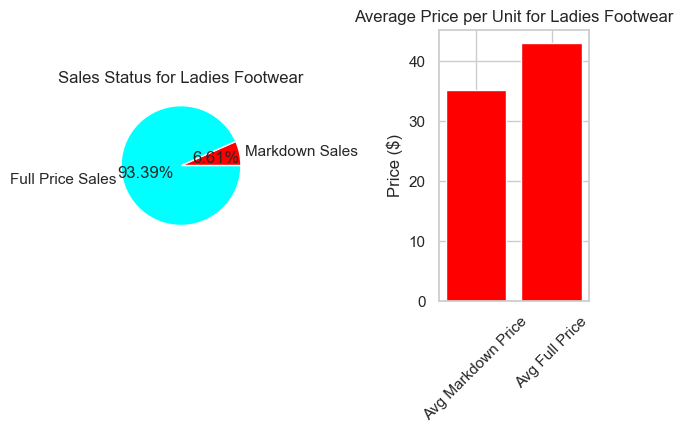 Sales Status for Ladies Footwear
Markdown Sales
6.61%
Full Price Sales
93.39%
Average Price per Unit for Ladies Footwear
Price ($)
40
30
20
10
0
Avg Markdown Price
Avg Full Price